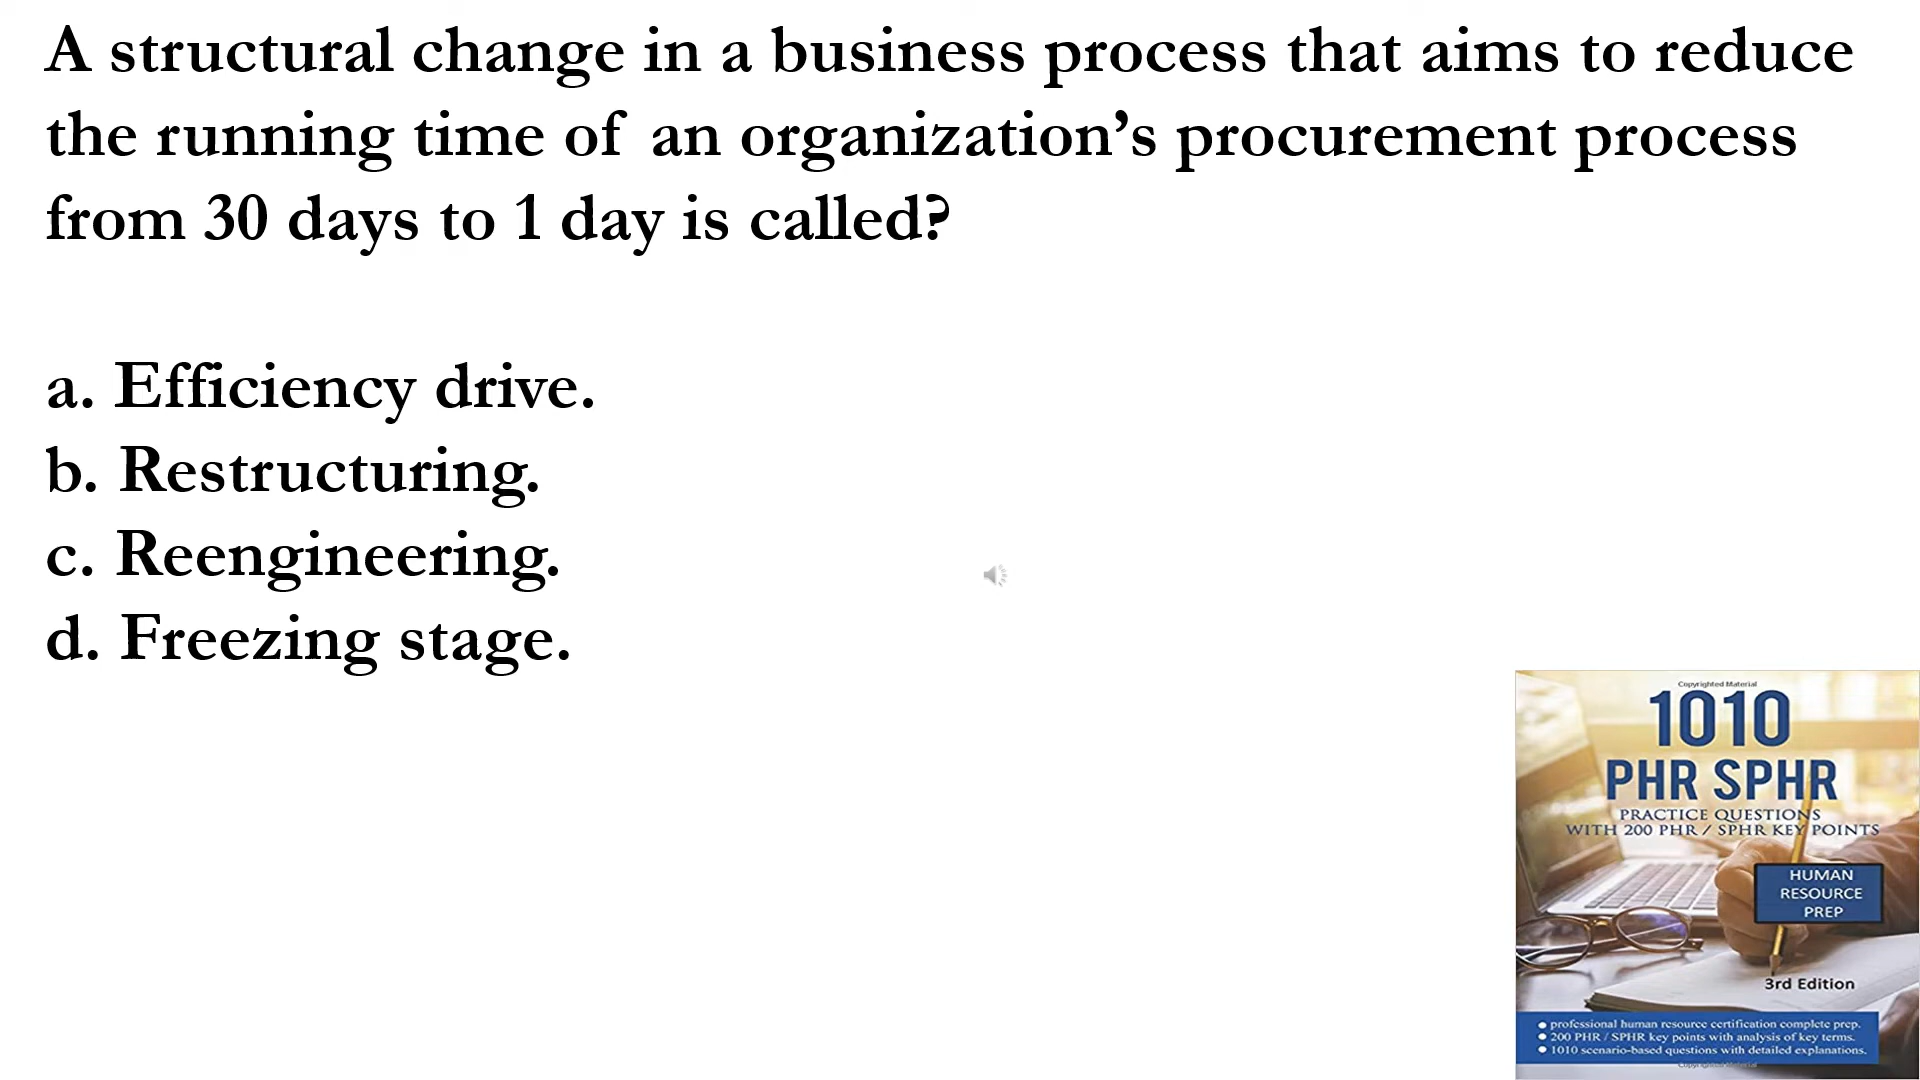 A structural change in a business process that aims to reduce
the running time of an organization’s procurement process
from 30 days to 1 day is called?
a. Efficiency drive.
b. Restructuring.
c. Reengineering.
d. Freezing stage.
Copyrighted Material
1010
PHR SPHR
PRACTICE QUESTIONS
WITH 200 PHR / SPHR KEY POINTS
HUMAN
RESOURCE
PREP
3rd Edition
• professional human resource certification complete prep.
• 200 PHR / SPHR key points with analysis of key terms.
• 1010 scenario-based questions with detailed explanations.
Copyrighted Material